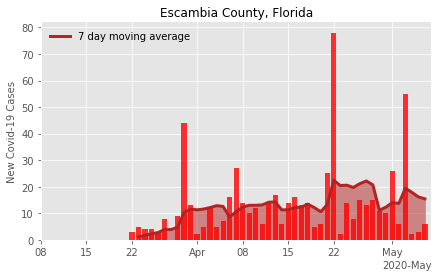 Escambia County, Florida
7 day moving average
New Covid-19 Cases
80
70
60
50
40
30
20
10
0
08 15 22 Apr 08 15 22 May
2020-May